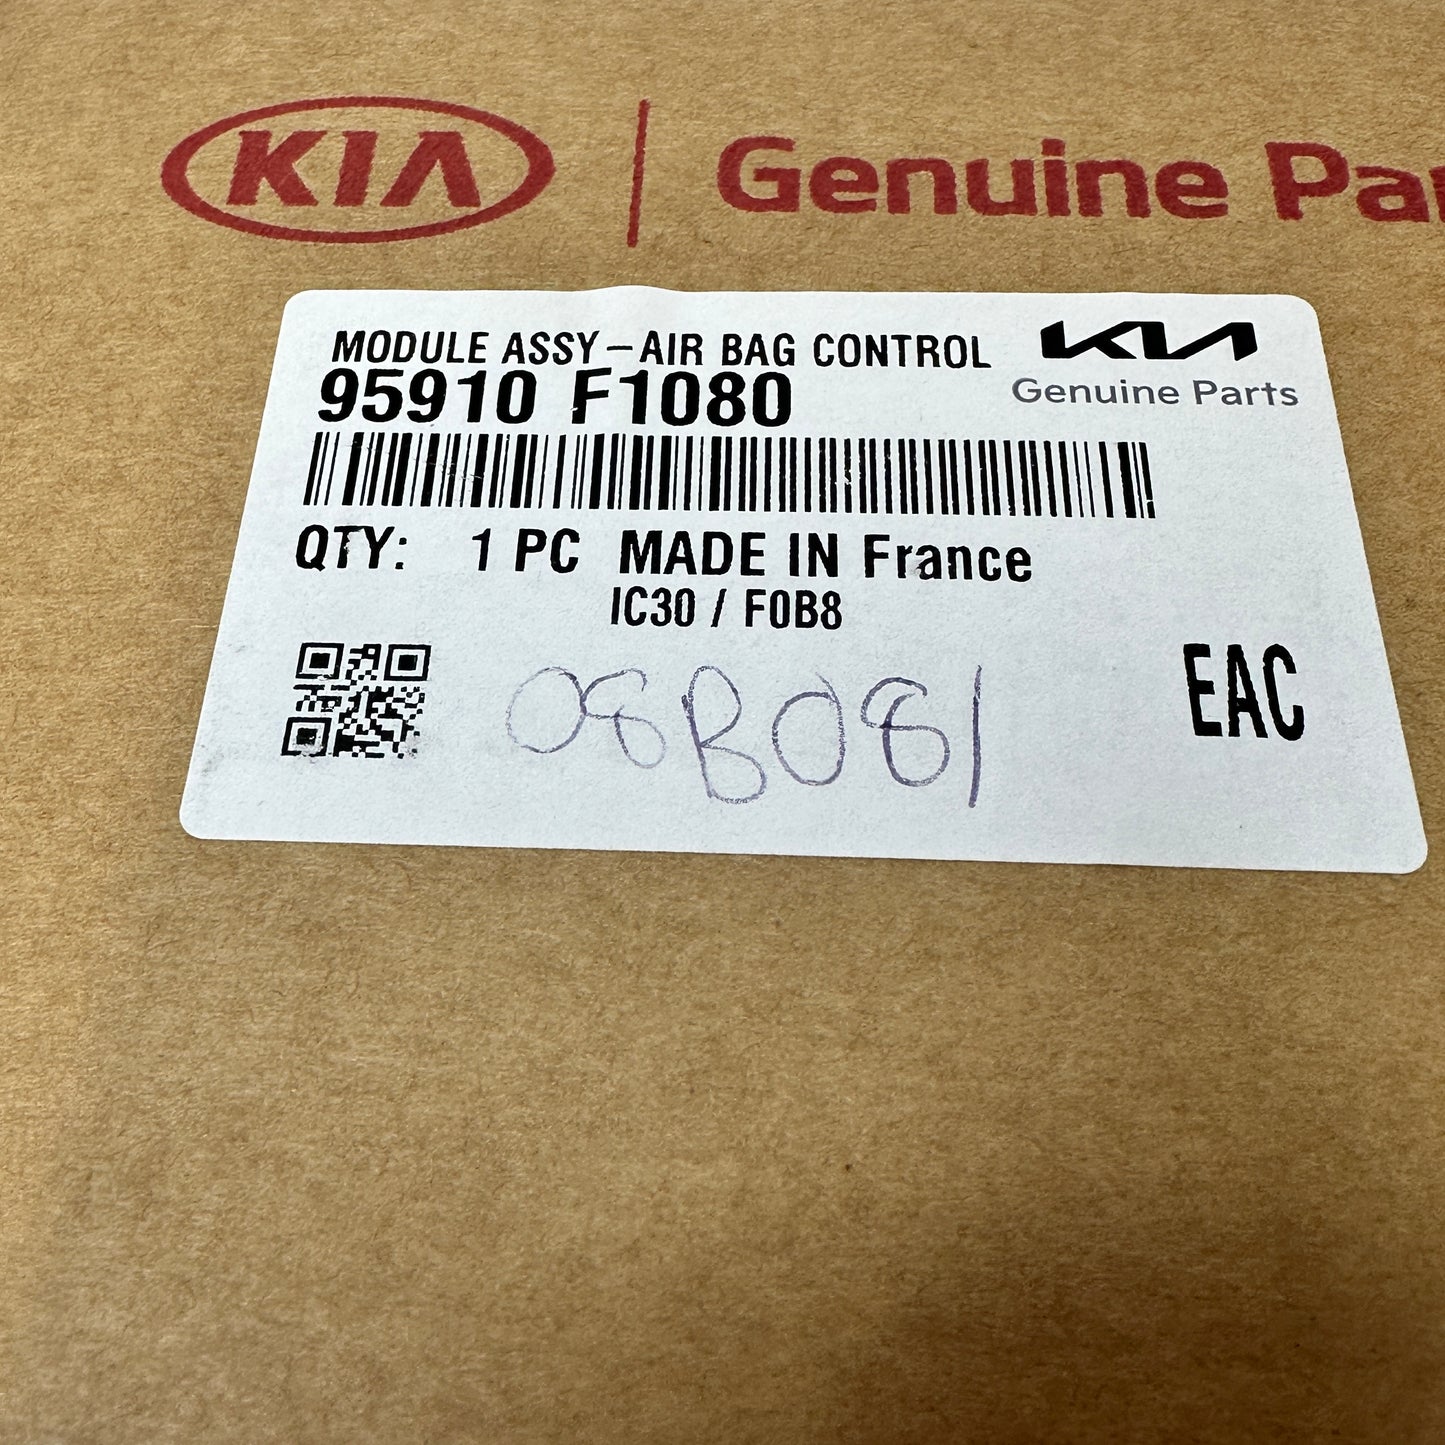 KIA | Genuine Par
MODULE ASSY-AIR BAG CONTROL
KIA
Genuine Parts
95910 F1080
QTY: 1 PC MADE IN France
IC30 / F0B8
08B081
EAC